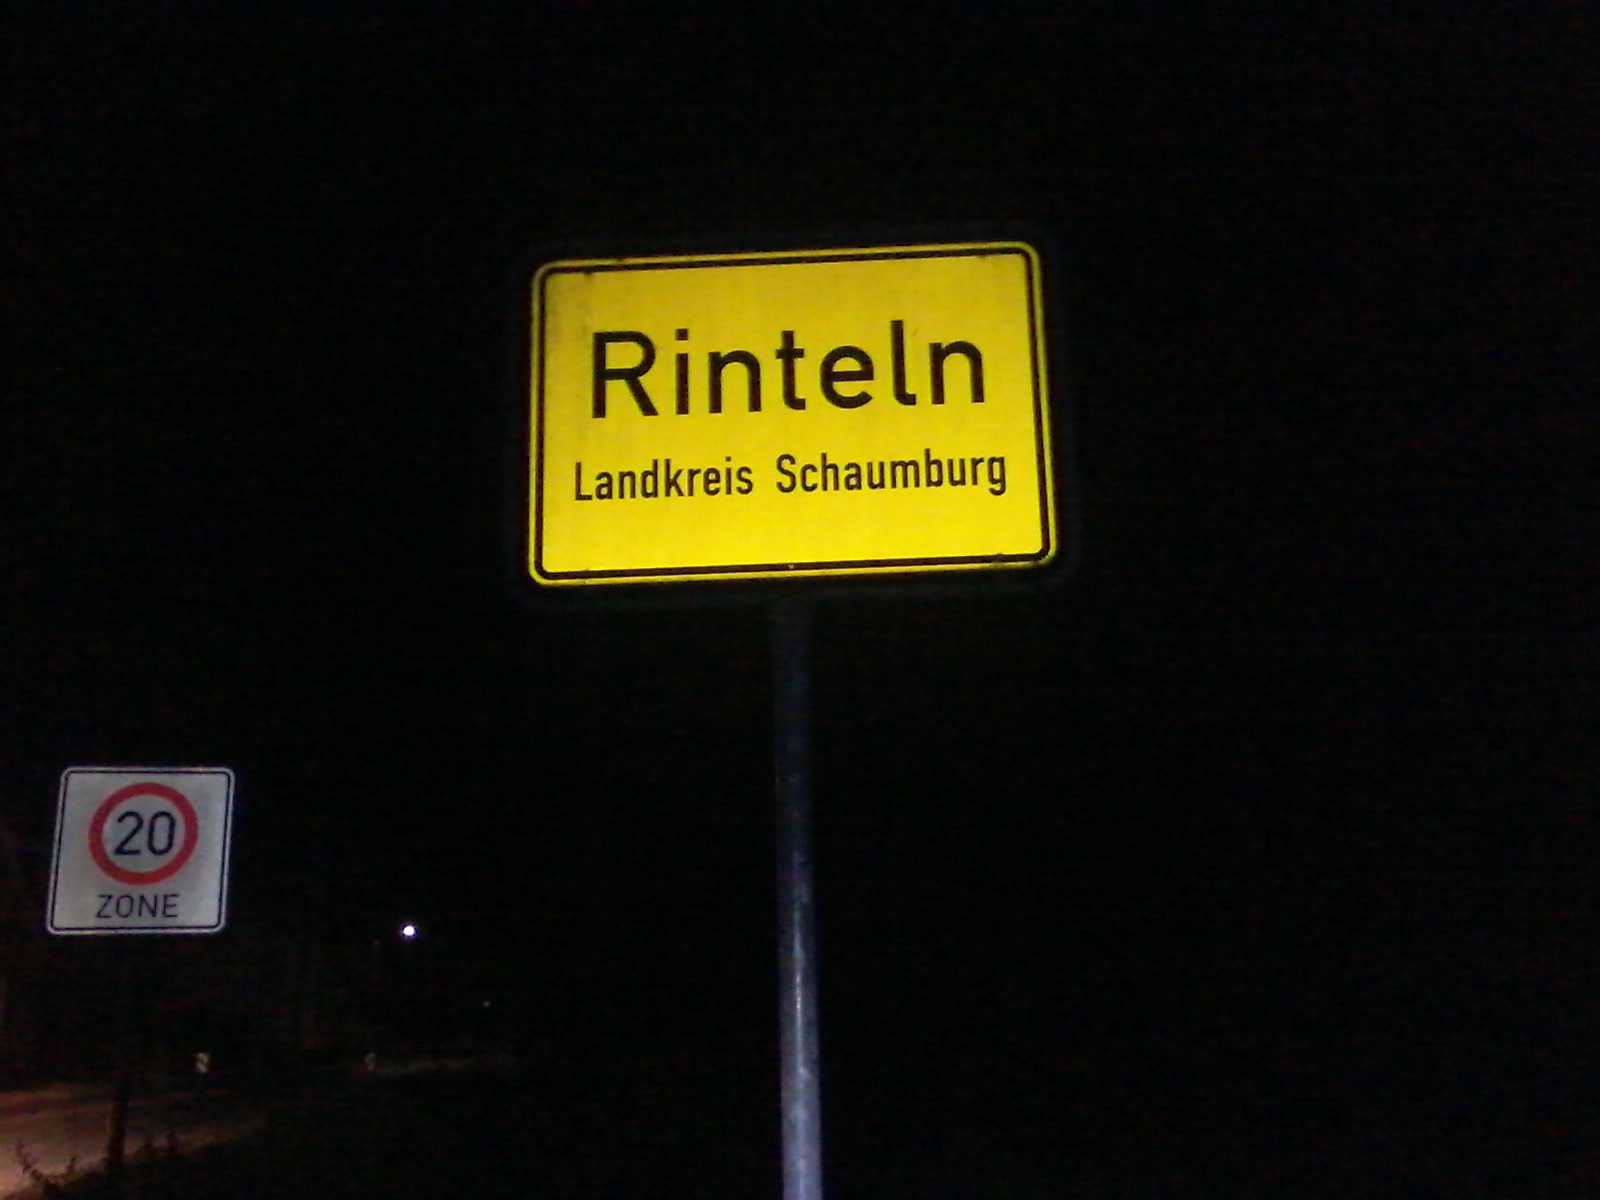 Rinteln
Landkreis Schaumburg
20
ZONE